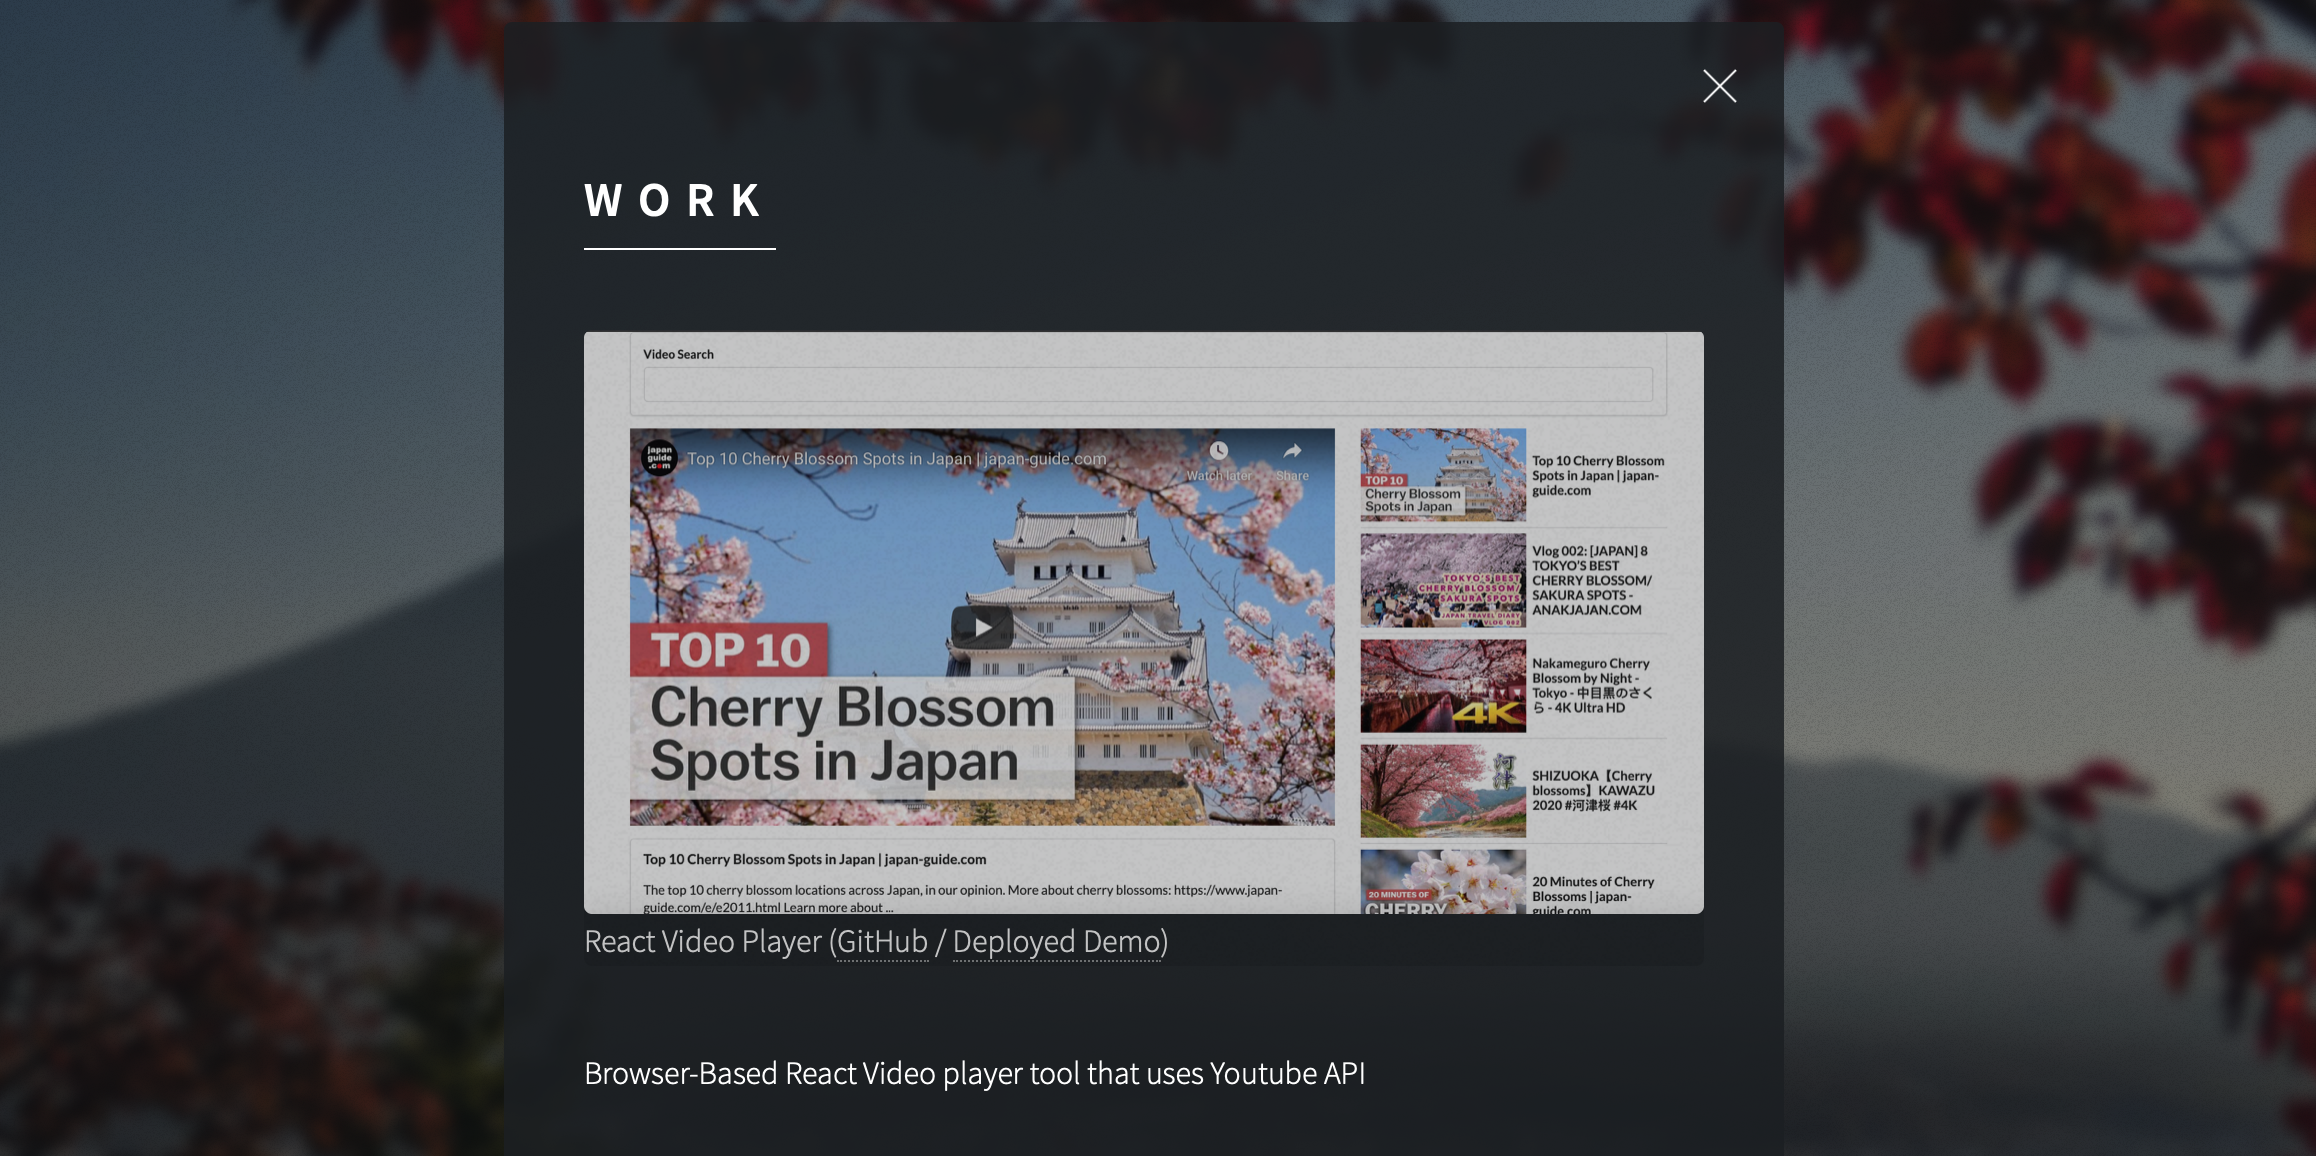 WORK
Video Search
japan
guide
.com
Top 10 Cherry Blossom Spots in Japan | japan-guide.com
Watch later
Share
TOP 10
Cherry Blossom
Spots in Japan
Top 10 Cherry Blossom Spots in Japan | japan-guide.com
The top 10 cherry blossom locations across Japan, in our opinion. More about cherry blossoms: https://www.japan-
guide.com/e/e2011.html Learn more about ...
TOP 10
Cherry Blossom
Spots in Japan
Top 10 Cherry Blossom
Spots in Japan | japan-
guide.com
TOKYO'S BEST
CHERRY BLOSSOM/
SAKURA SPOTS
JAPAN TRAVEL DIARY
VLOG 002
Vlog 002: [JAPAN] 8
TOKYO'S BEST
CHERRY BLOSSOM/
SAKURA SPOTS -
ANAKJAJAN.COM
4K
Nakameguro Cherry
Blossom by Night -
Tokyo - 中目黒のさく
ら - 4K Ultra HD
河津
SHIZUOKA【Cherry
blossoms】KAWAZU
2020 #河津桜 #4K
20 MINUTES OF
CHERRY
20 Minutes of Cherry
Blossoms | japan-
guide.com
React Video Player (GitHub / Deployed Demo)
Browser-Based React Video player tool that uses Youtube API